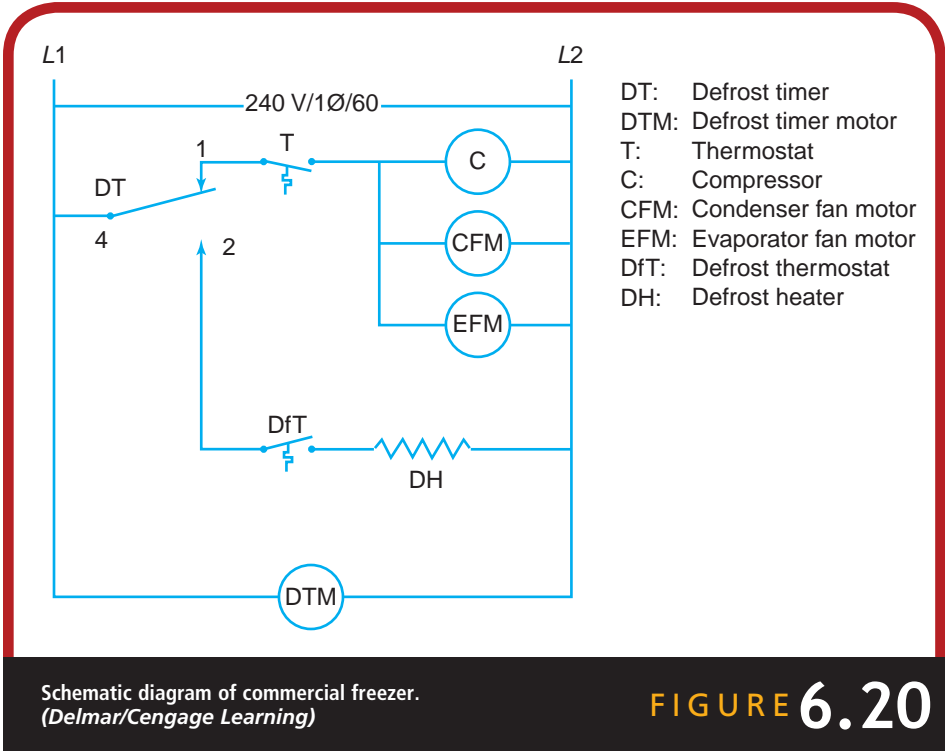 L1
L2
240 V/1Ø/60
1
T
C
DT
4
2
CFM
EFM
DfT
DH
DTM
DT: Defrost timer
DTM: Defrost timer motor
T: Thermostat
C: Compressor
CFM: Condenser fan motor
EFM: Evaporator fan motor
DfT: Defrost thermostat
DH: Defrost heater
Schematic diagram of commercial freezer.
(Delmar/Cengage Learning)
FIGURE 6.20